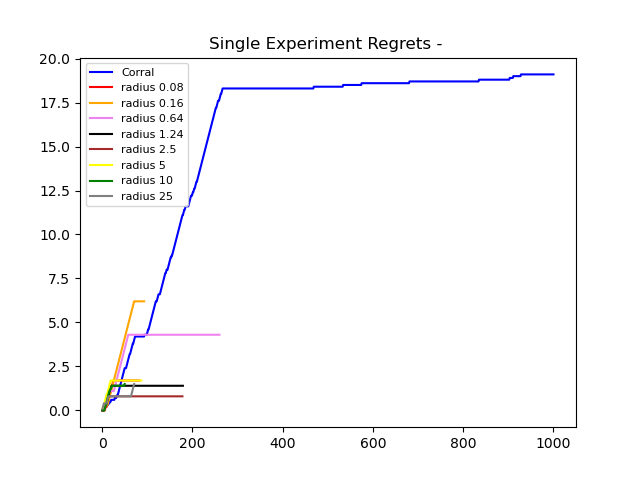 Single Experiment Regrets -
20.0
17.5
15.0
12.5
10.0
7.5
5.0
2.5
0.0
Corral
radius 0.08
radius 0.16
radius 0.64
radius 1.24
radius 2.5
radius 5
radius 10
radius 25
0 200 400 600 800 1000